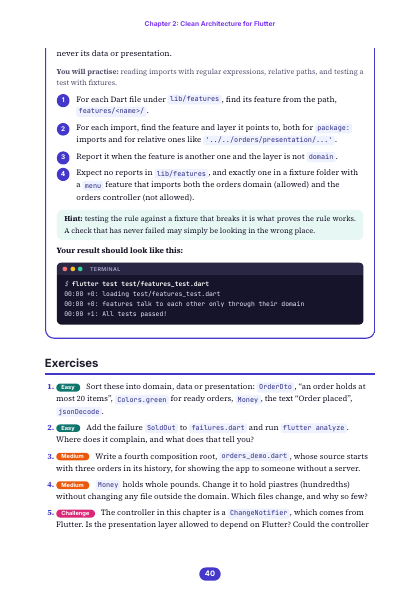 Chapter 2: Clean Architecture for Flutter
never its data or presentation.
You will practise: reading imports with regular expressions, relative paths, and testing a
test with fixtures.
1 For each Dart file under lib/features, find its feature from the path,
features/<name>/.
2 For each import, find the feature and layer it points to, both for package:
imports and for relative ones like '../../orders/presentation/...'.
3 Report it when the feature is another one and the layer is not domain.
4 Expect no reports in lib/features, and exactly one in a fixture folder with
a menu feature that imports both the orders domain (allowed) and the
orders controller (not allowed).
Hint: testing the rule against a fixture that breaks it is what proves the rule works.
A check that has never failed may simply be looking in the wrong place.
Your result should look like this:
TERMINAL
$ flutter test test/features_test.dart
00:00 +0: loading test/features_test.dart
00:00 +0: features talk to each other only through their domain
00:00 +1: All tests passed!
Exercises
1. Easy Sort these into domain, data or presentation: OrderDto, “an order holds at
most 20 items”, Colors.green for ready orders, Money, the text “Order placed”,
jsonDecode.
2. Easy Add the failure SoldOut to failures.dart and run flutter analyze.
Where does it complain, and what does that tell you?
3. Medium Write a fourth composition root, orders_demo.dart, whose source starts
with three orders in its history, for showing the app to someone without a server.
4. Medium Money holds whole pounds. Change it to hold piastres (hundredths)
without changing any file outside the domain. Which files change, and why so few?
5. Challenge The controller in this chapter is a ChangeNotifier, which comes from
Flutter. Is the presentation layer allowed to depend on Flutter? Could the controller
40